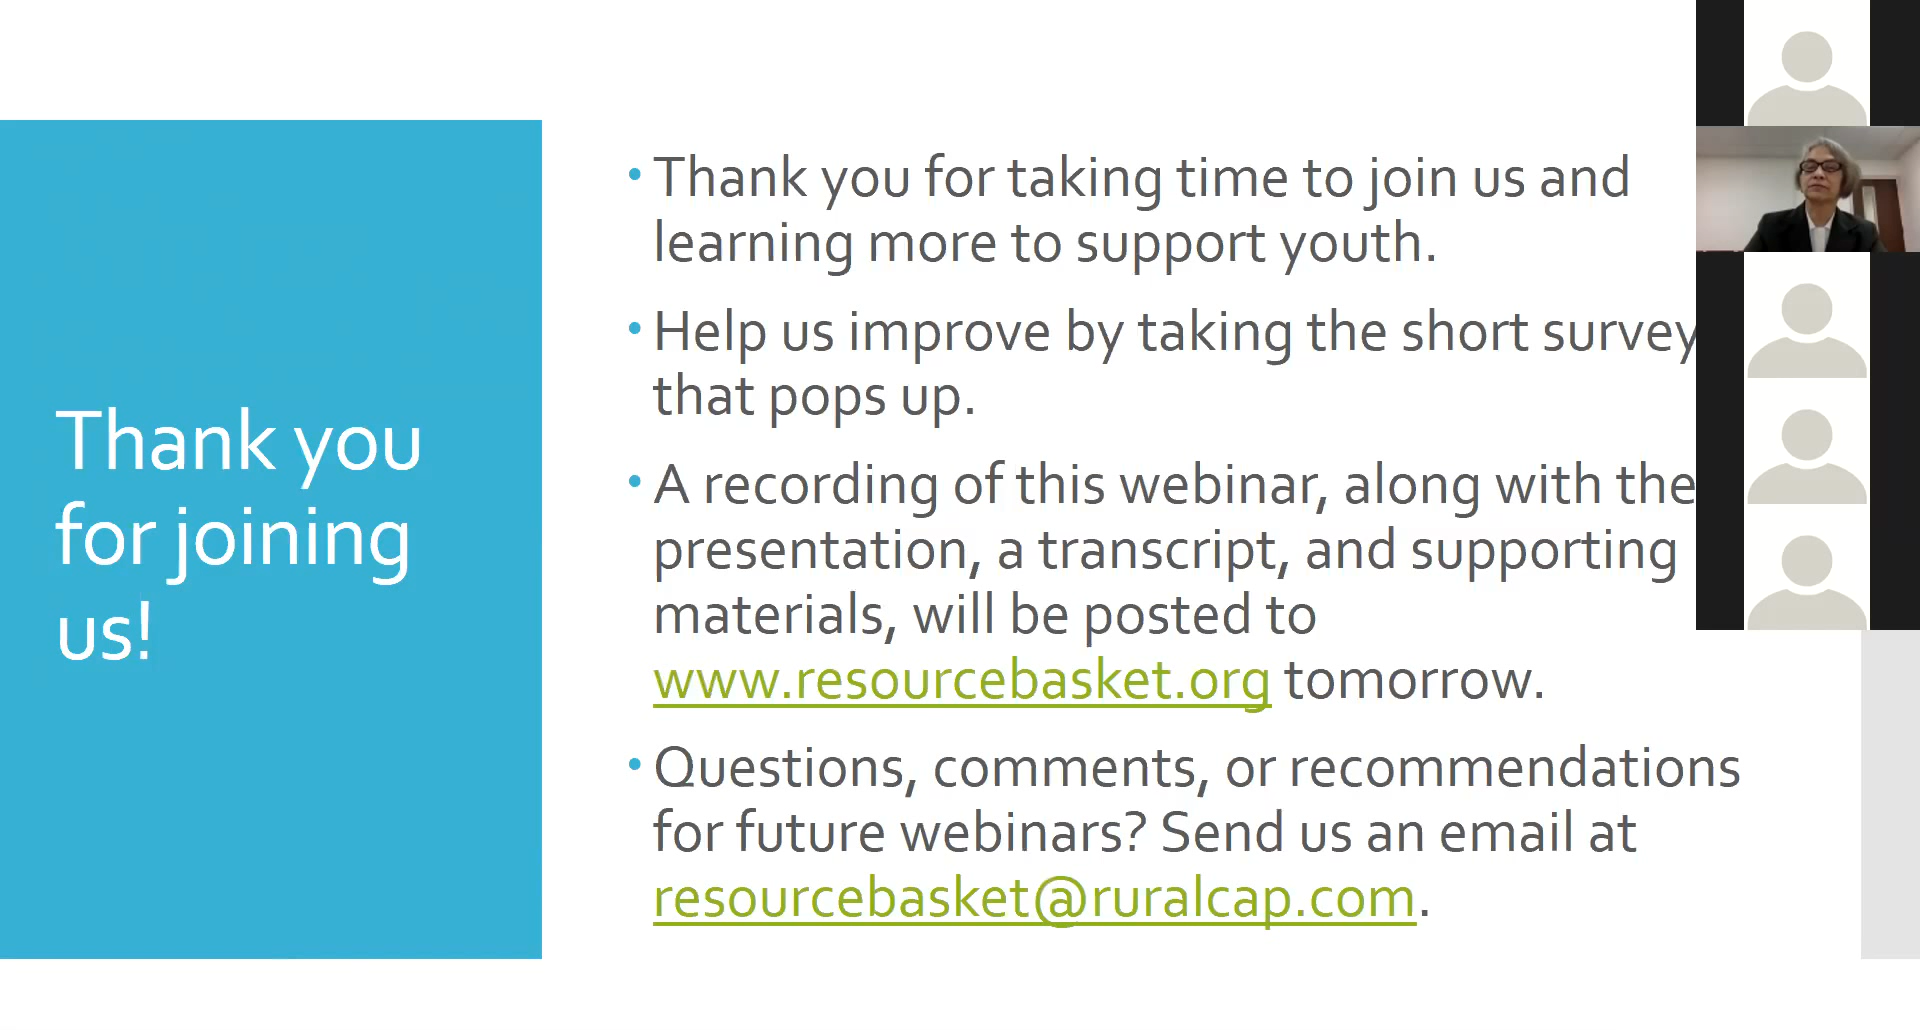 Thank you
for joining
us!
• Thank you for taking time to join us and
learning more to support youth.
• Help us improve by taking the short survey
that pops up.
• A recording of this webinar, along with the
presentation, a transcript, and supporting
materials, will be posted to
www.resourcebasket.org tomorrow.
• Questions, comments, or recommendations
for future webinars? Send us an email at
resourcebasket@ruralcap.com.